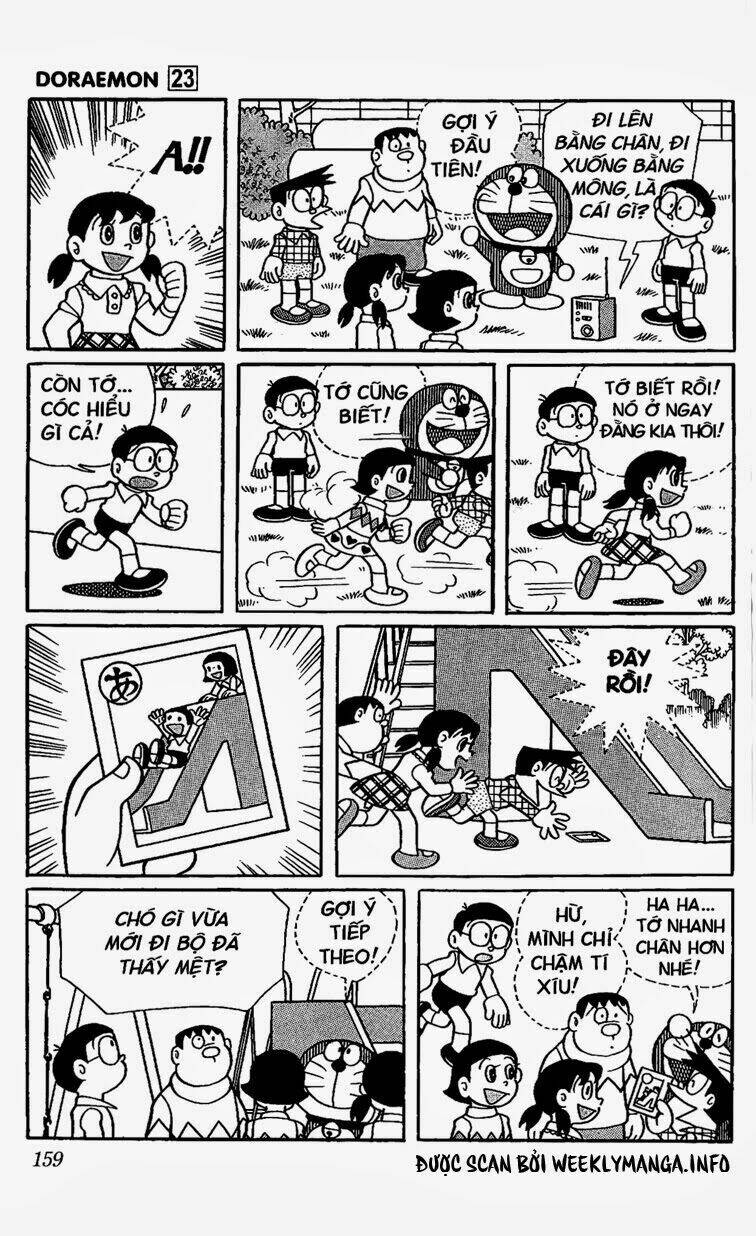 DORAEMON 23
ĐI LÊN
BẰNG CHÂN, ĐI
XUỐNG BẰNG
MÔNG, LÀ
CÁI GÌ?
GỢI Ý
ĐẦU
TIÊN!
A!!
TỚ BIẾT RỒI!
NÓ Ở NGAY
ĐẰNG KIA THÔI!
TỚ CŨNG
BIẾT!
CÒN TỚ...
CÓC HIỂU
GÌ CẢ!
ĐÂY
RỒI!
あ
HA HA...
TỚ NHANH
CHÂN HƠN
NHÉ!
HỪ,
MÌNH CHỈ
CHẬM TÍ
XÍU!
GỢI Ý
TIẾP
THEO!
CHÓ GÌ VỪA
MỚI ĐI BỘ ĐÃ
THẤY MỆT?
159
ĐƯỢC SCAN BỞI WEEKLYMANGA.INFO